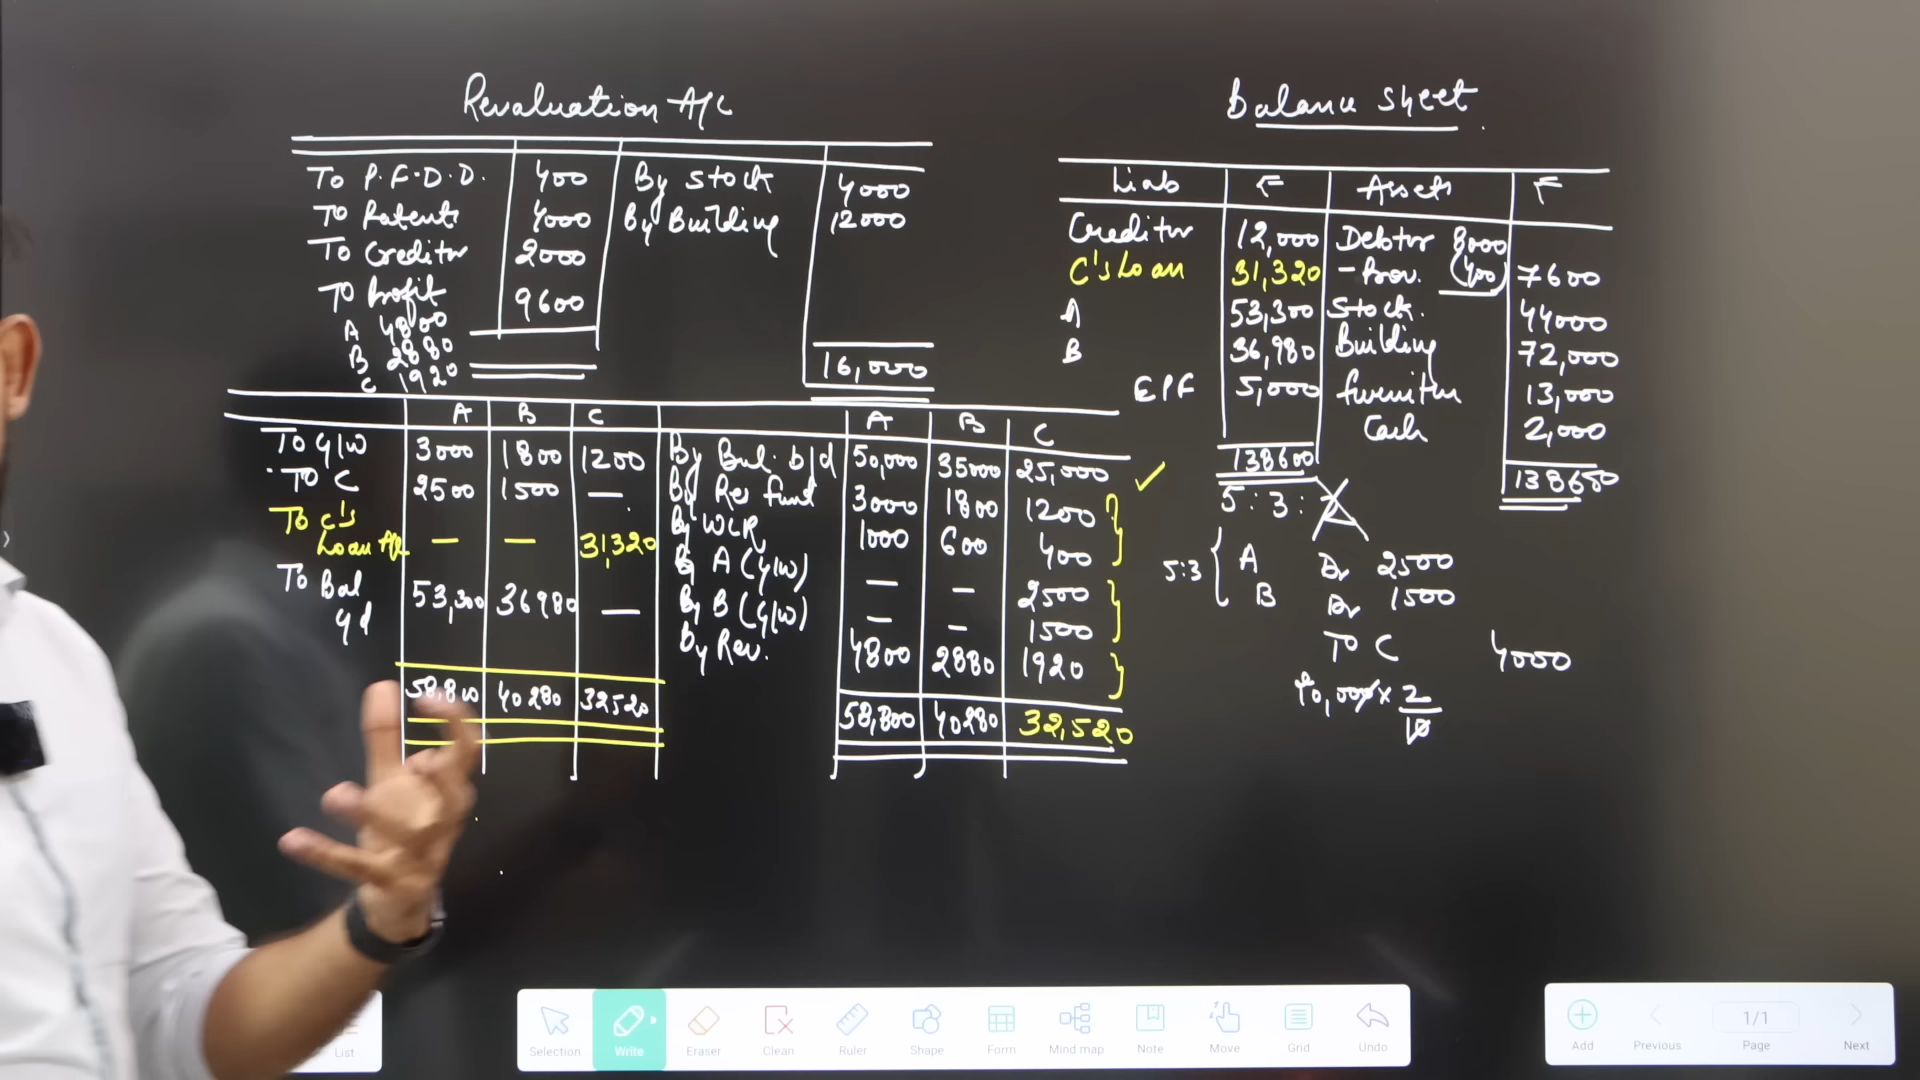 Revaluation A/C
To P.F.D.D. 400 By Stock 4000
To Patents 4000 By Building 12000
To Creditor 2000
To Profit 9600
A 4800
B 2880
C 1920
16,000
A B C A B C
To G/W 3000 1800 1200 By Bal. b/d 50,000 35000 25,000
To C 2500 1500 — By Res fund 3000 1800 1200
To C's Loan A/c — — 31,320 By WCR 1000 600 400
By A (G/W) — — 2500
To Bal c/d 53,300 36980 — By B (G/W) — — 1500
By Rev. 4800 2880 1920
58,800 40280 32520 58,800 40280 32,520
Balance Sheet
Liab ₹ Assets ₹
Creditor 12,000 Debtor 8000
C's Loan 31,320 - Prov. (400) 7600
A 53,300 Stock. 44000
B 36,980 Building 72,000
EPF 5,000 furnitur 13,000
Cash 2,000
138600 138600
5 : 3 : 2
5:3 { A Dr 2500
B Dr 1500
To C 4000
2/10
List
Selection Write Eraser Clean Ruler Shape Form Mind map Note Move Grid Undo
Add Previous 1/1 Page Next